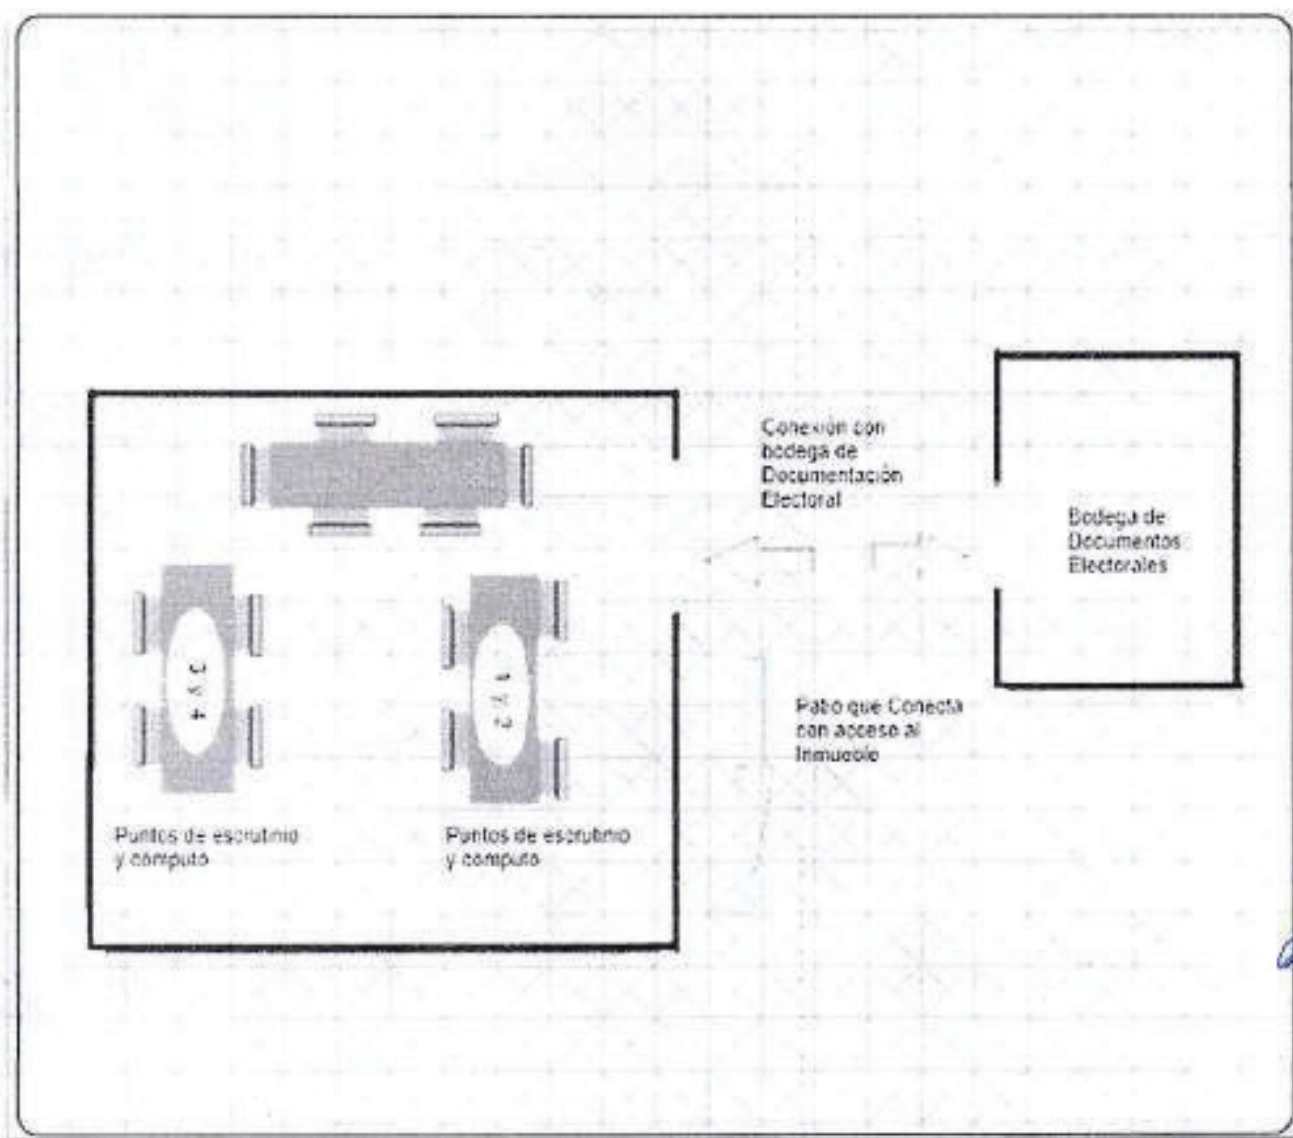 Conexión con
bodega de
Documentación
Electoral
Bodega de
Documentos
Electorales
3 y 4
1 y 2
Patio que Conecta
con acceso al
Inmueble
Puntos de escrutinio
y computo
Puntos de escrutinio
y computo